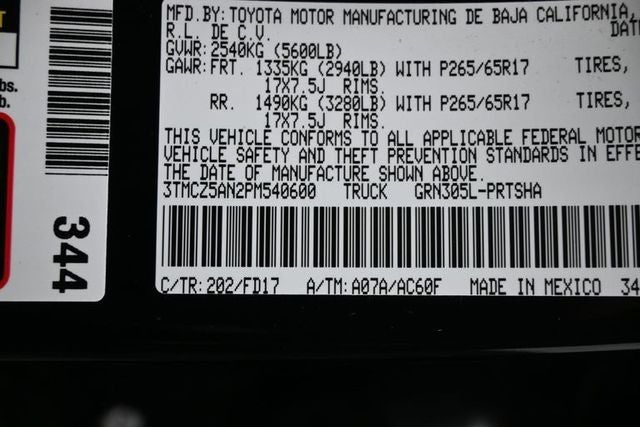 MFD.BY: TOYOTA MOTOR MANUFACTURING DE BAJA CALIFORNIA,
R.L. DE C.V.
GVWR: 2540KG (5600LB)
GAWR: FRT. 1335KG (2940LB) WITH P265/65R17 TIRES,
17X7.5J RIMS.
RR. 1490KG (3280LB) WITH P265/65R17 TIRES,
17X7.5J RIMS.
THIS VEHICLE CONFORMS TO ALL APPLICABLE FEDERAL MOTOR
VEHICLE SAFETY AND THEFT PREVENTION STANDARDS IN EFFE
THE DATE OF MANUFACTURE SHOWN ABOVE.
3TMCZ5AN2PM540600 TRUCK GRN305L-PRTSHA
C/TR: 202/FD17 A/TM: A07A/AC60F MADE IN MEXICO 34
bs.
b.
344